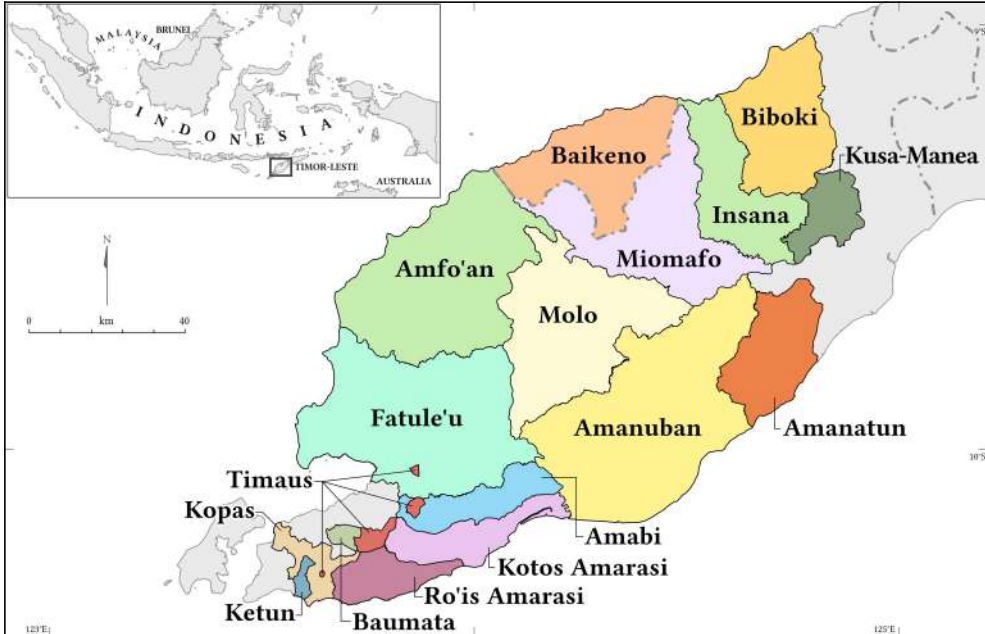 MALAYSIA
BRUNEI
INDONESIA
TIMOR-LESTE
AUSTRALIA
9°S
Biboki
Baikeno
Kusa-Manea
Insana
Miomafo
Amfo'an
N
Molo
0 km 40
Fatule'u
Amanuban
Amanatun
10°S
Timaus
Kopas
Amabi
Kotos Amarasi
Ro'is Amarasi
Ketun
Baumata
123°E
125°E